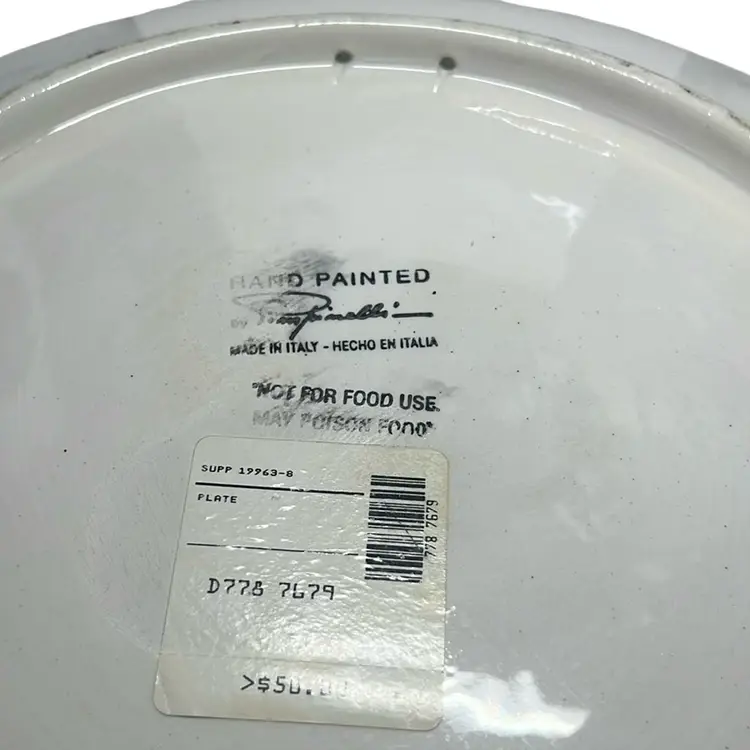 HAND PAINTED
by
MADE IN ITALY - HECHO EN ITALIA
"NOT FOR FOOD USE.
MAY POISON FOOD"
SUPP 19963-8
PLATE
778 7679
D778 7679
>$50.00